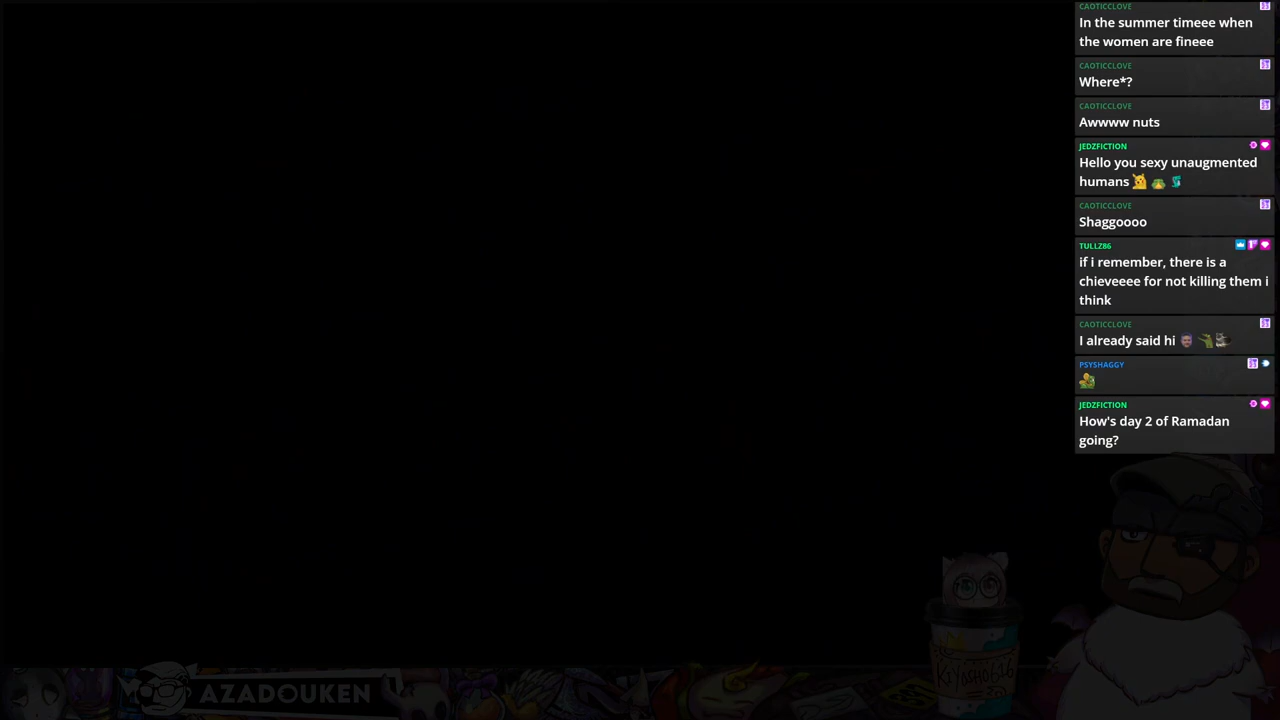 CAOTICCLOVE
In the summer timeee when
the women are fineee
CAOTICCLOVE
Where*?
CAOTICCLOVE
Awwww nuts
JEDZFICTION
Hello you sexy unaugmented
humans
CAOTICCLOVE
Shaggoooo
TULLZ86
if i remember, there is a
chieveeee for not killing them i
think
CAOTICCLOVE
I already said hi
PSYSHAGGY
JEDZFICTION
How's day 2 of Ramadan
going?
KIYOSHO616
AZADOUKEN